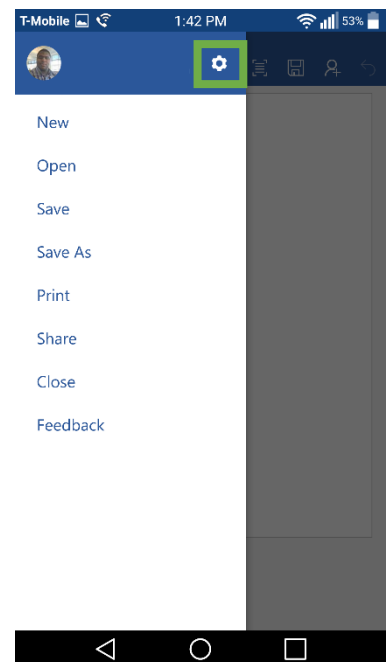 T-Mobile 1:42 PM 53%
New
Open
Save
Save As
Print
Share
Close
Feedback